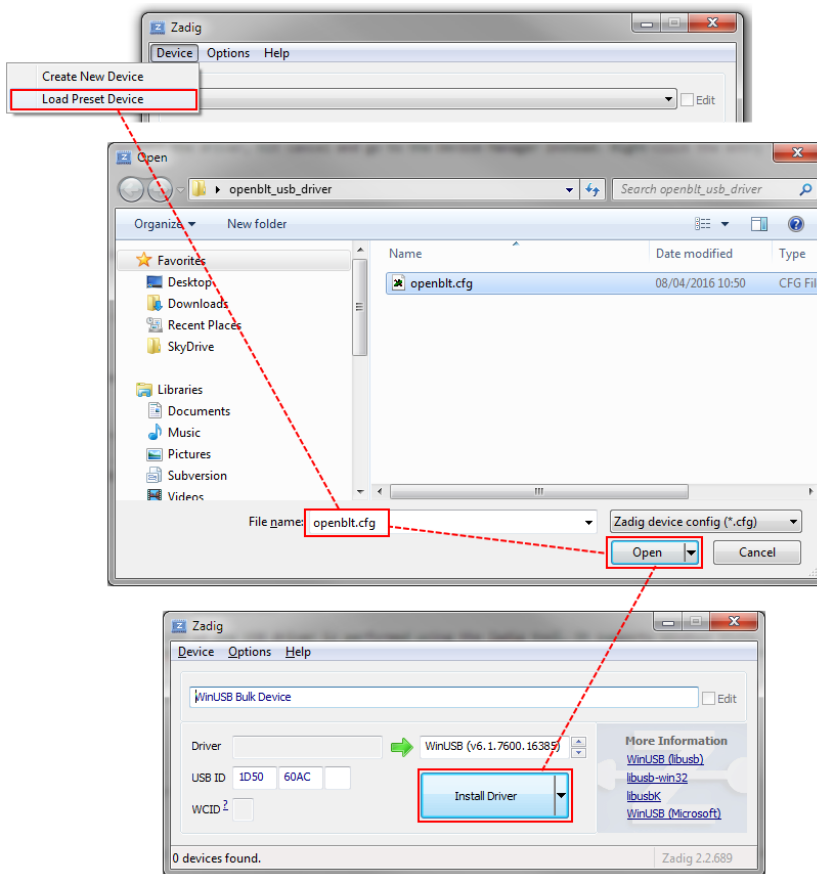 Zadig
Device Options Help
Create New Device
Load Preset Device
Edit
Open
openblt_usb_driver
Search openblt_usb_driver
Organize New folder
Name Date modified Type
Favorites
openblt.cfg 08/04/2016 10:50 CFG Fil
Desktop
Downloads
Recent Places
SkyDrive
Libraries
Documents
Music
Pictures
Subversion
Videos
File name: openblt.cfg Zadig device config (*.cfg)
Open Cancel
Zadig
Device Options Help
WinUSB Bulk Device Edit
Driver WinUSB (v6.1.7600.16385)
More Information
WinUSB (libusb)
USB ID 1D50 60AC
libusb-win32
Install Driver
libusbK
WCID ?
WinUSB (Microsoft)
0 devices found. Zadig 2.2.689